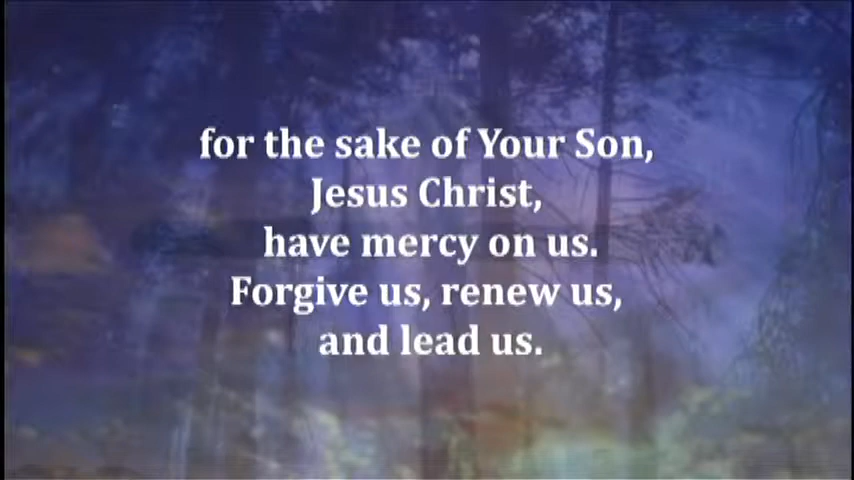 for the sake of Your Son,
Jesus Christ,
have mercy on us.
Forgive us, renew us,
and lead us.